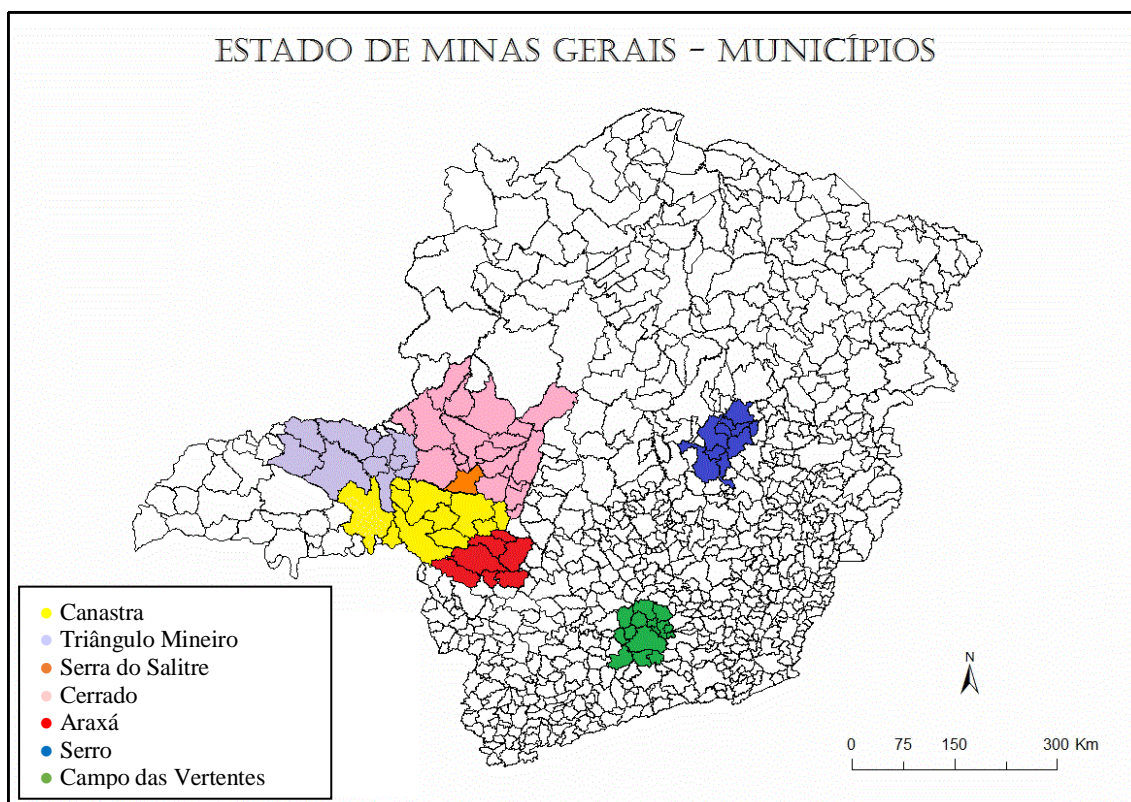 ESTADO DE MINAS GERAIS – MUNICÍPIOS
Canastra
Triângulo Mineiro
Serra do Salitre
Cerrado
Araxá
Serro
Campo das Vertentes
N
0 75 150 300 Km